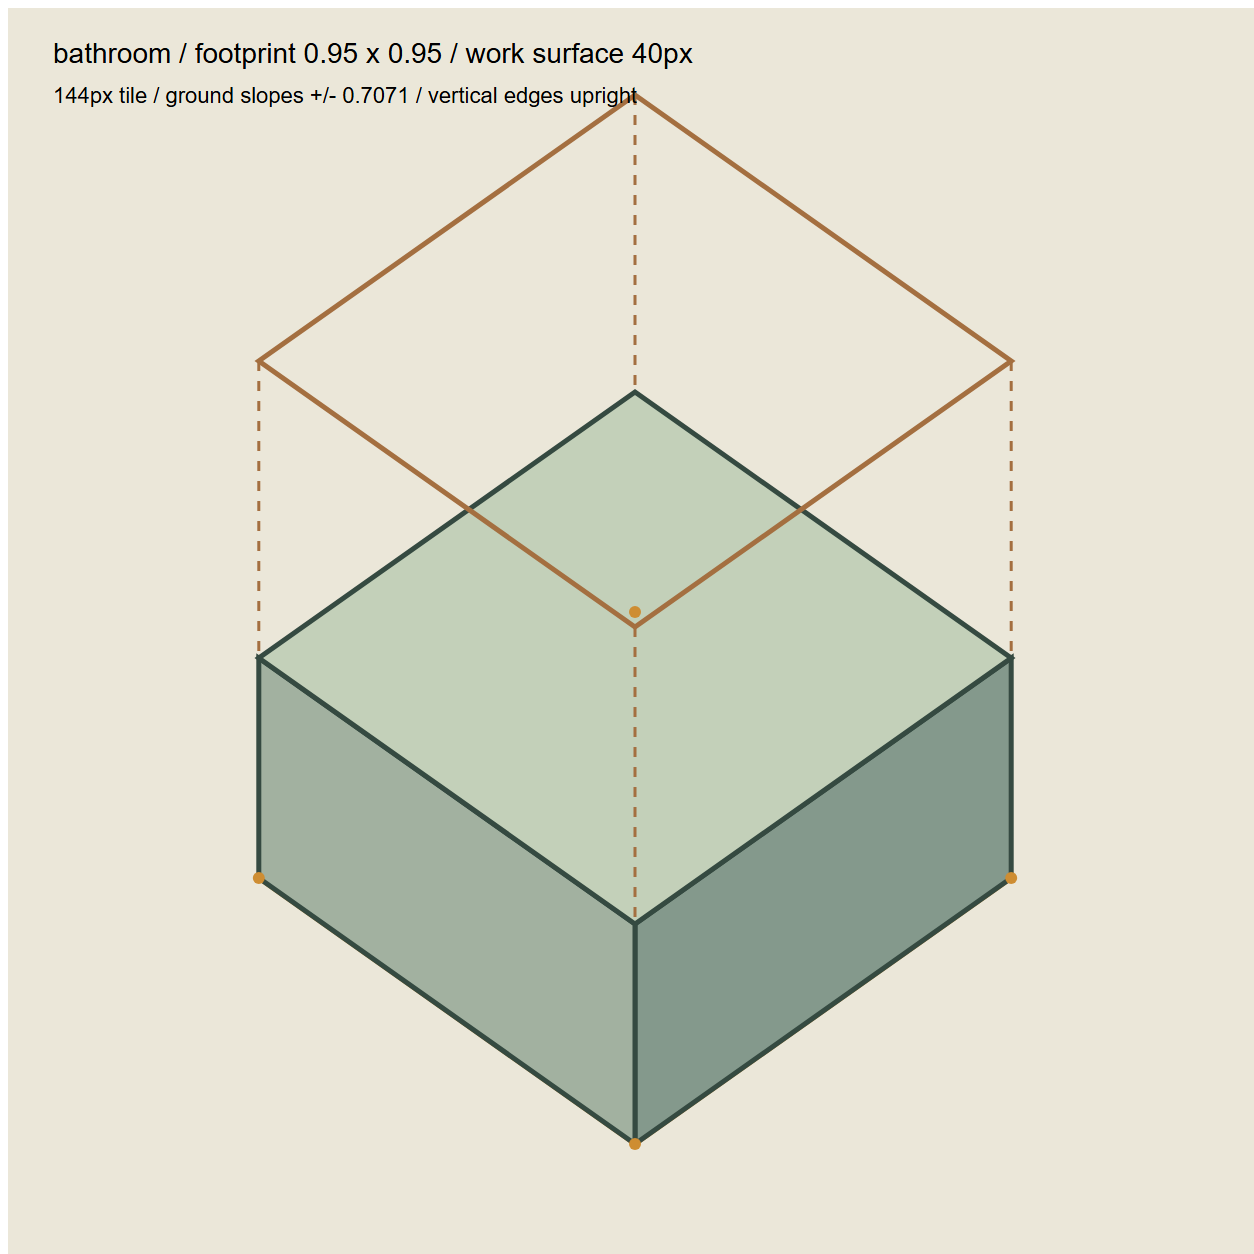 bathroom / footprint 0.95 x 0.95 / work surface 40px
144px tile / ground slopes +/- 0.7071 / vertical edges upright